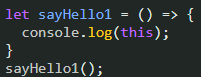 let sayHello1 = () => {
  console.log(this);
}
sayHello1();